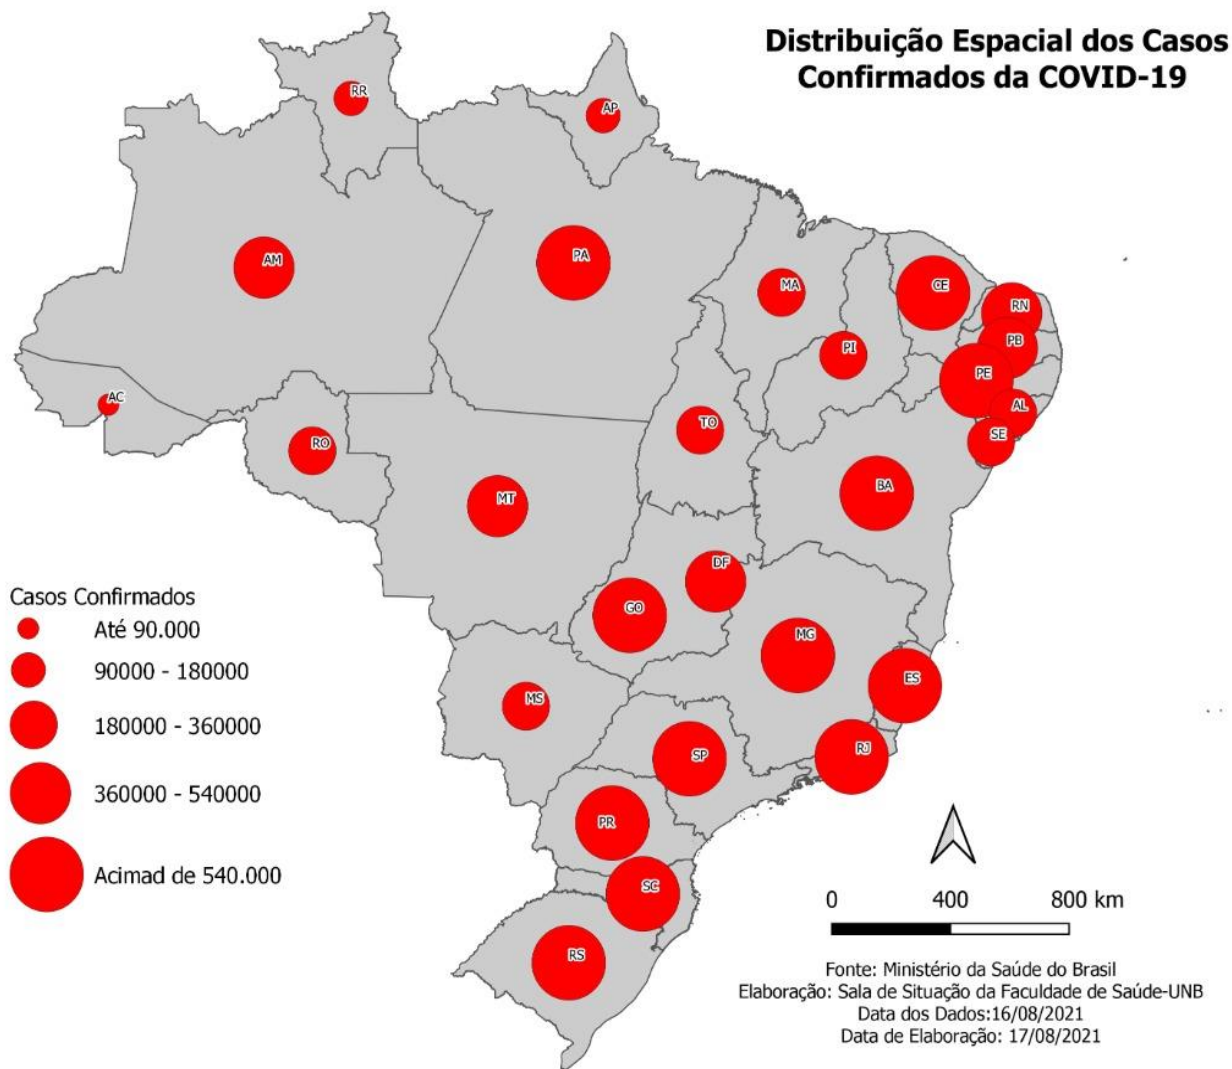 Distribuição Espacial dos Casos
Confirmados da COVID-19
RR
AP
AM
PA
MA
CE
RN
PB
PI
PE
AC
AL
TO
SE
RO
BA
MT
DF
GO
MG
ES
MS
RJ
SP
PR
SC
RS
Casos Confirmados
Até 90.000
90000 - 180000
180000 - 360000
360000 - 540000
Acimad de 540.000
0 400 800 km
Fonte: Ministério da Saúde do Brasil
Elaboração: Sala de Situação da Faculdade de Saúde-UNB
Data dos Dados:16/08/2021
Data de Elaboração: 17/08/2021